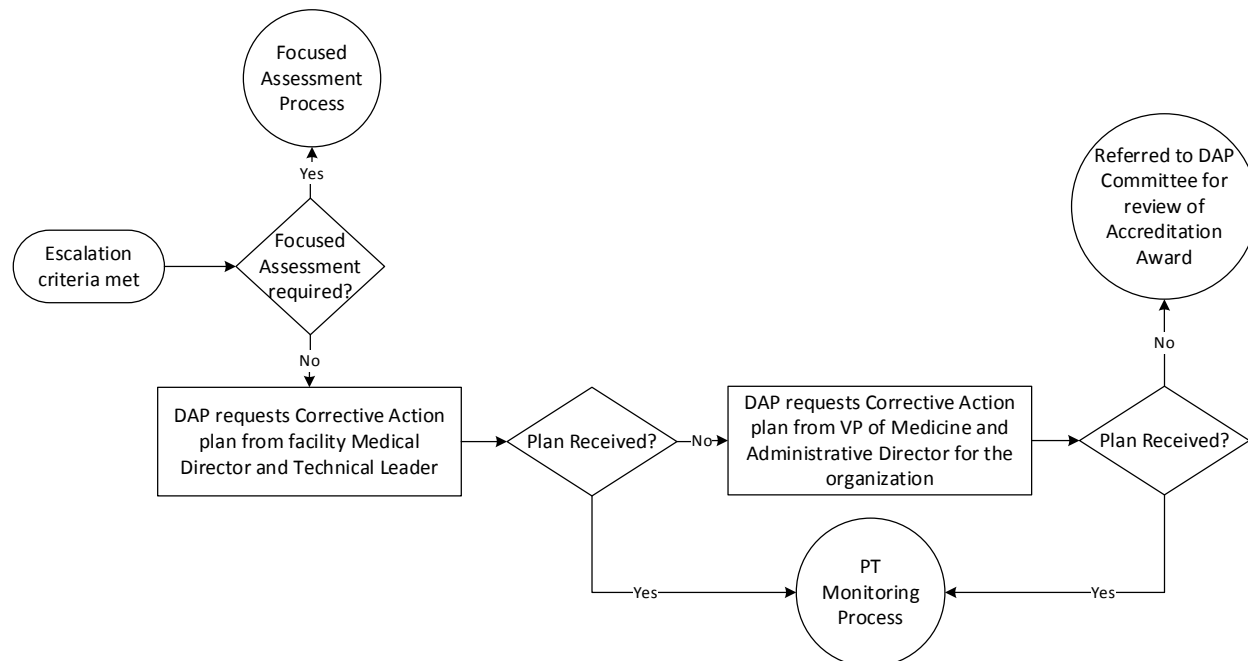 Focused
Assessment
Process
Yes
Escalation
criteria met
Focused
Assessment
required?
No
DAP requests Corrective Action
plan from facility Medical
Director and Technical Leader
Plan Received?
No
DAP requests Corrective Action
plan from VP of Medicine and
Administrative Director for the
organization
Plan Received?
No
Referred to DAP
Committee for
review of
Accreditation
Award
Yes
PT
Monitoring
Process
Yes